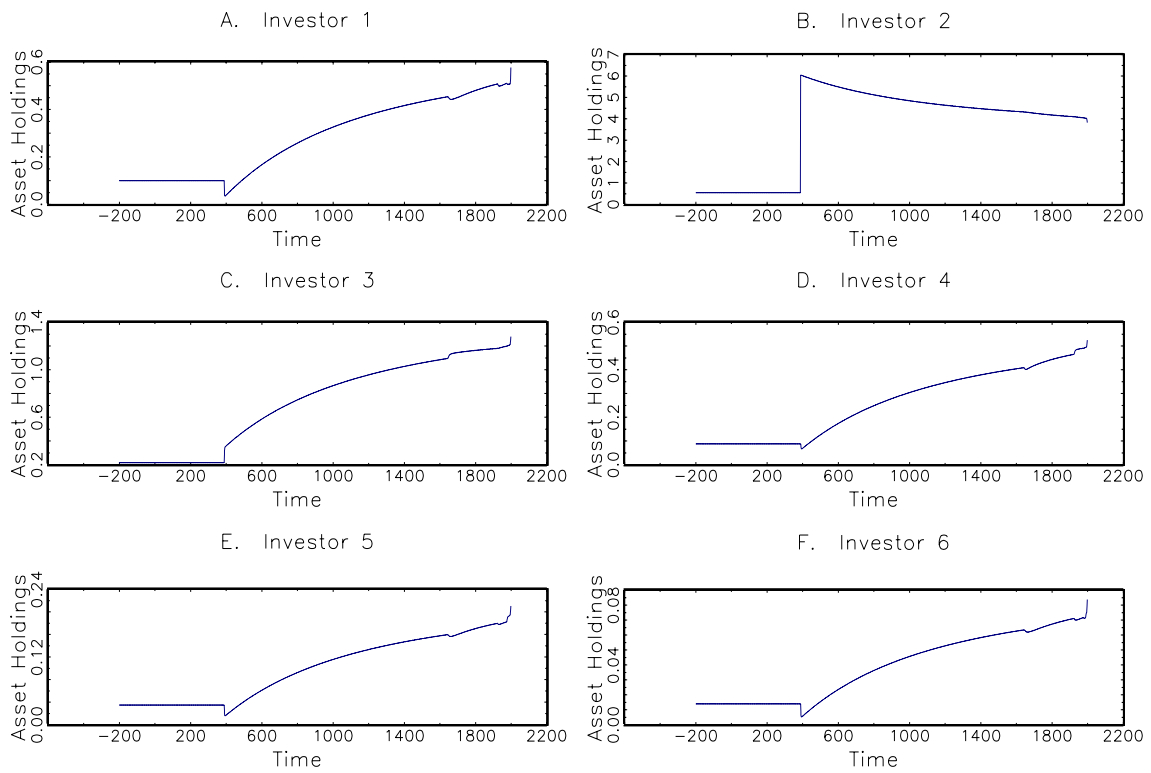 A. Investor 1
Asset Holdings
0.0 0.2 0.4 0.6
-200 200 600 1000 1400 1800 2200
Time
B. Investor 2
Asset Holdings
0 1 2 3 4 5 6 7
-200 200 600 1000 1400 1800 2200
Time
C. Investor 3
Asset Holdings
0.2 0.6 1.0 1.4
-200 200 600 1000 1400 1800 2200
Time
D. Investor 4
Asset Holdings
0.0 0.2 0.4 0.6
-200 200 600 1000 1400 1800 2200
Time
E. Investor 5
Asset Holdings
0.00 0.12 0.24
-200 200 600 1000 1400 1800 2200
Time
F. Investor 6
Asset Holdings
0.00 0.04 0.08
-200 200 600 1000 1400 1800 2200
Time